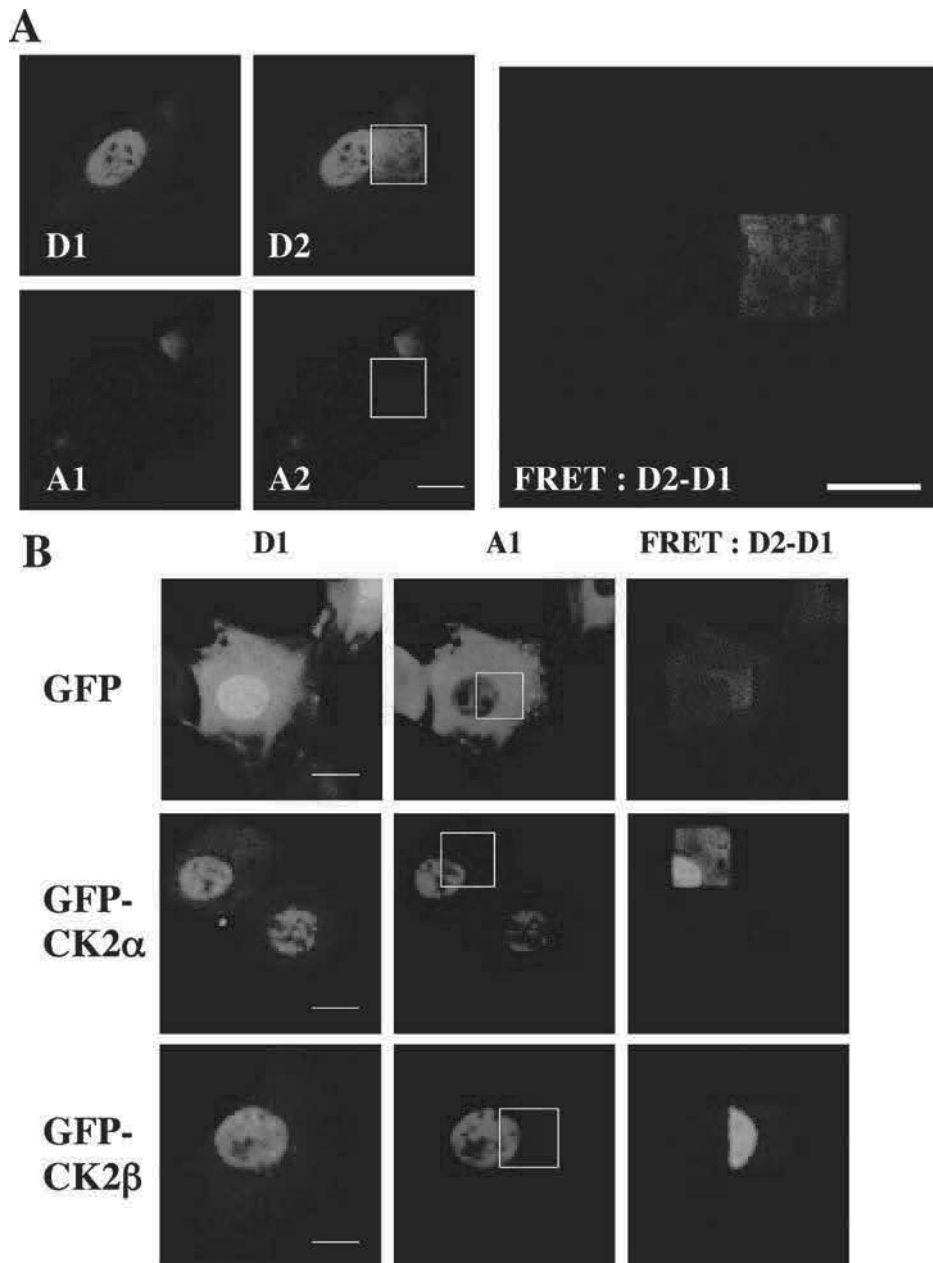 A
D1
D2
A1
A2
FRET : D2-D1
B
D1
A1
FRET : D2-D1
GFP
GFP-
CK2α
GFP-
CK2β